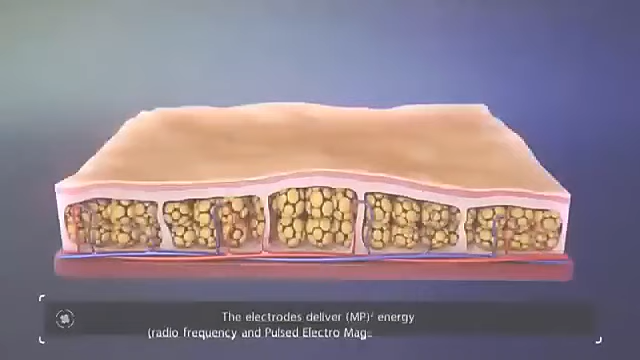 The electrodes deliver (MP)² energy
(radio frequency and Pulsed Electro Mag